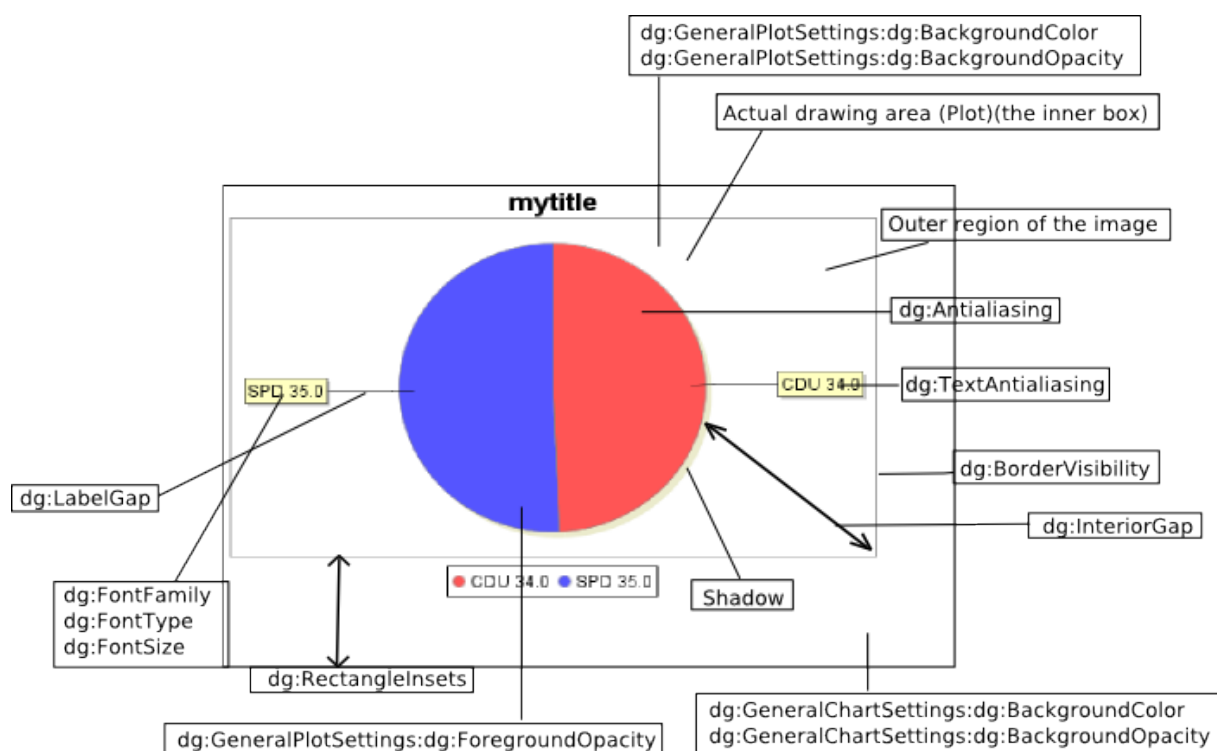 dg:GeneralPlotSettings:dg:BackgroundColor
dg:GeneralPlotSettings:dg:BackgroundOpacity
Actual drawing area (Plot)(the inner box)
mytitle
Outer region of the image
dg:Antialiasing
SPD 35.0
CDU 34.0
dg:TextAntialiasing
dg:BorderVisibility
dg:LabelGap
dg:InteriorGap
CDU 34.0 SPD 35.0
Shadow
dg:FontFamily
dg:FontType
dg:FontSize
dg:RectangleInsets
dg:GeneralPlotSettings:dg:ForegroundOpacity
dg:GeneralChartSettings:dg:BackgroundColor
dg:GeneralChartSettings:dg:BackgroundOpacity